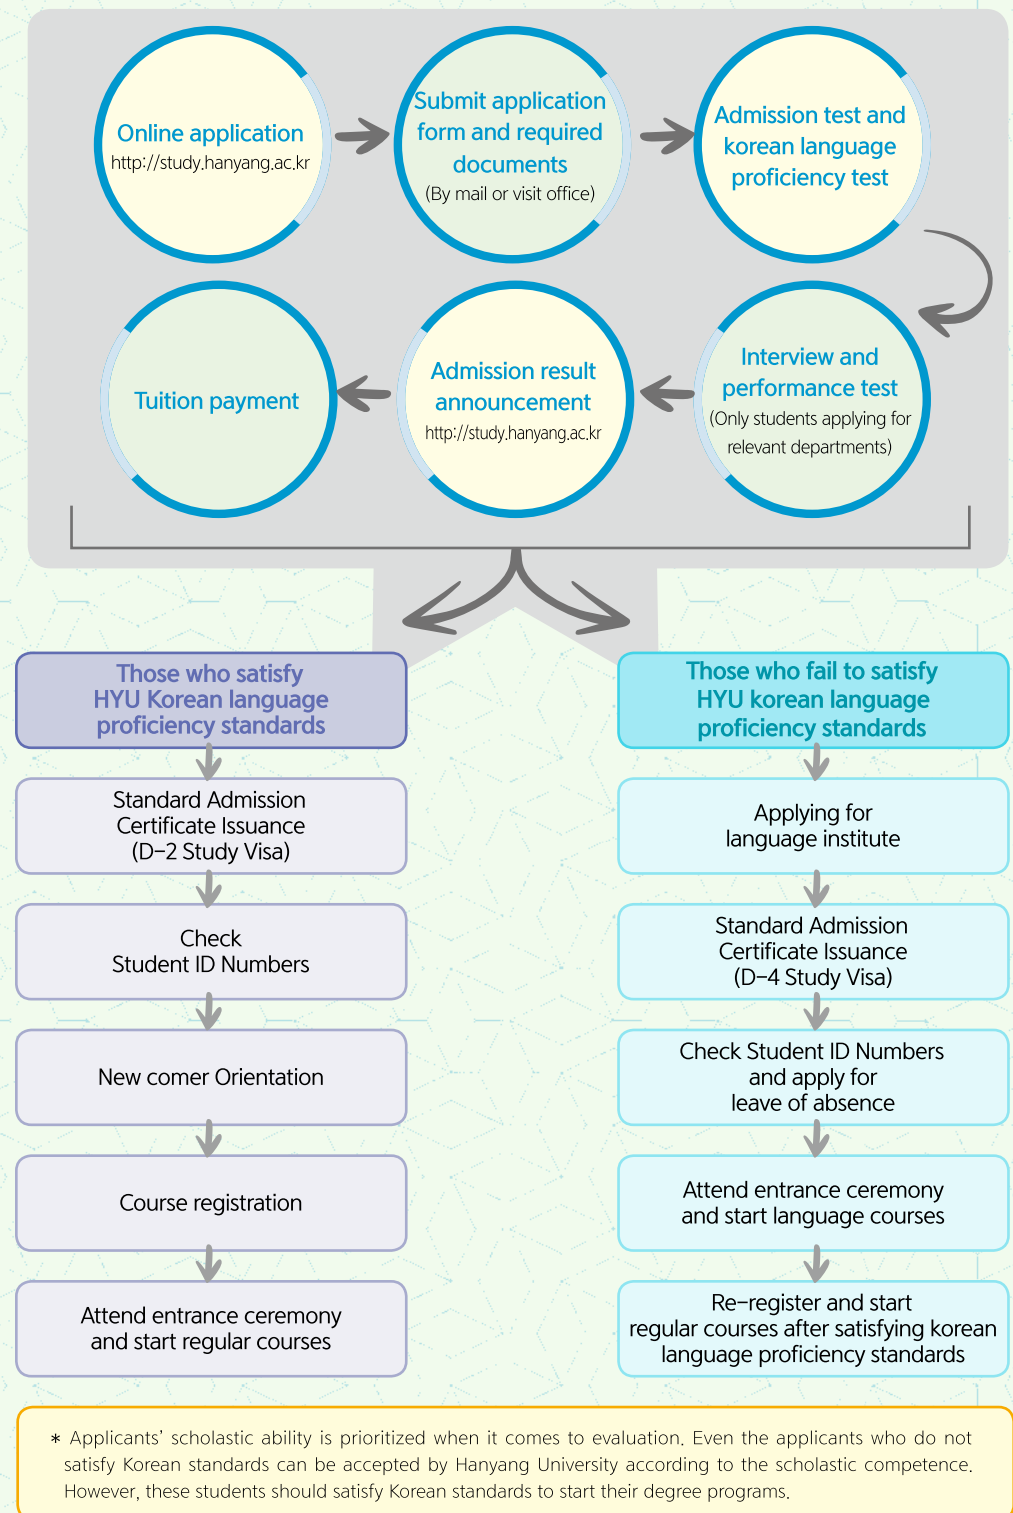 Online application
http://study.hanyang.ac.kr
Submit application
form and required
documents
(By mail or visit office)
Admission test and
korean language
proficiency test
Interview and
performance test
(Only students applying for
relevant departments)
Admission result
announcement
http://study.hanyang.ac.kr
Tuition payment
Those who satisfy
HYU Korean language
proficiency standards
Standard Admission
Certificate Issuance
(D-2 Study Visa)
Check
Student ID Numbers
New comer Orientation
Course registration
Attend entrance ceremony
and start regular courses
Those who fail to satisfy
HYU korean language
proficiency standards
Applying for
language institute
Standard Admission
Certificate Issuance
(D-4 Study Visa)
Check Student ID Numbers
and apply for
leave of absence
Attend entrance ceremony
and start language courses
Re-register and start
regular courses after satisfying korean
language proficiency standards
* Applicants' scholastic ability is prioritized when it comes to evaluation. Even the applicants who do not
satisfy Korean standards can be accepted by Hanyang University according to the scholastic competence.
However, these students should satisfy Korean standards to start their degree programs.